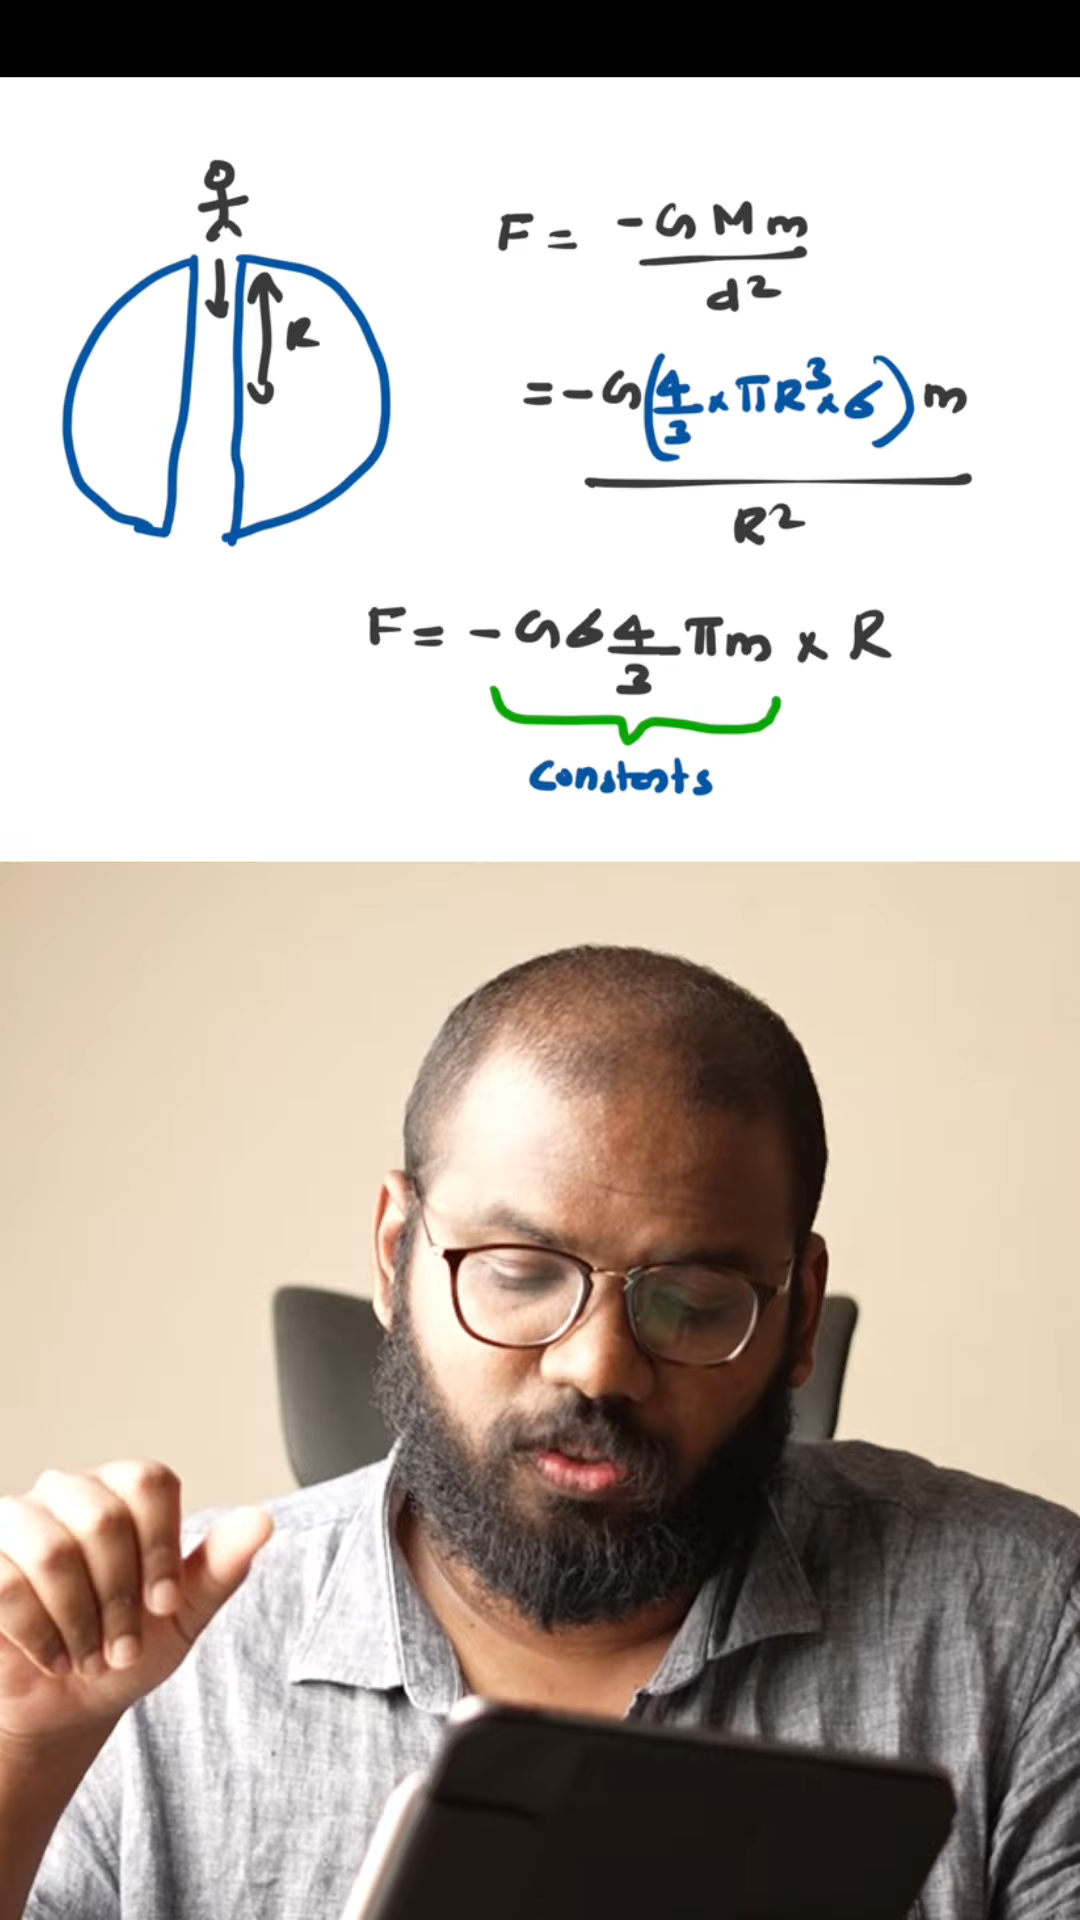 F = -GMm/d²
R
= -G(4/3 × πR³ × 6)m/R²
F = -G6 4/3 πm × R
Constants